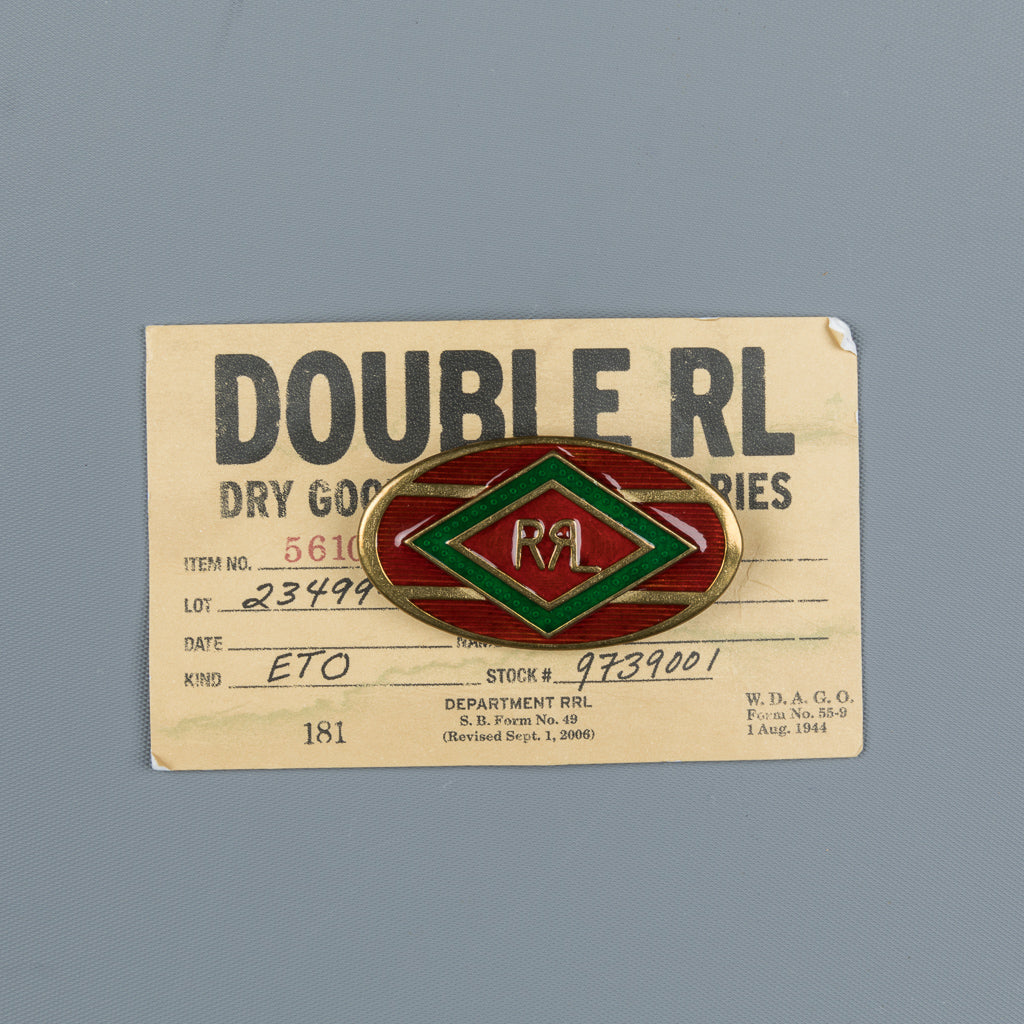 DOUBLE RL
DRY GOO RIES
ITEM NO. 5610
LOT 23499
DATE
KIND ETO STOCK # 9739001
RRL
DEPARTMENT RRL
S. B. Form No. 49
(Revised Sept. 1, 2006)
181
W. D. A. G. O.
Form No. 55-9
1 Aug. 1944